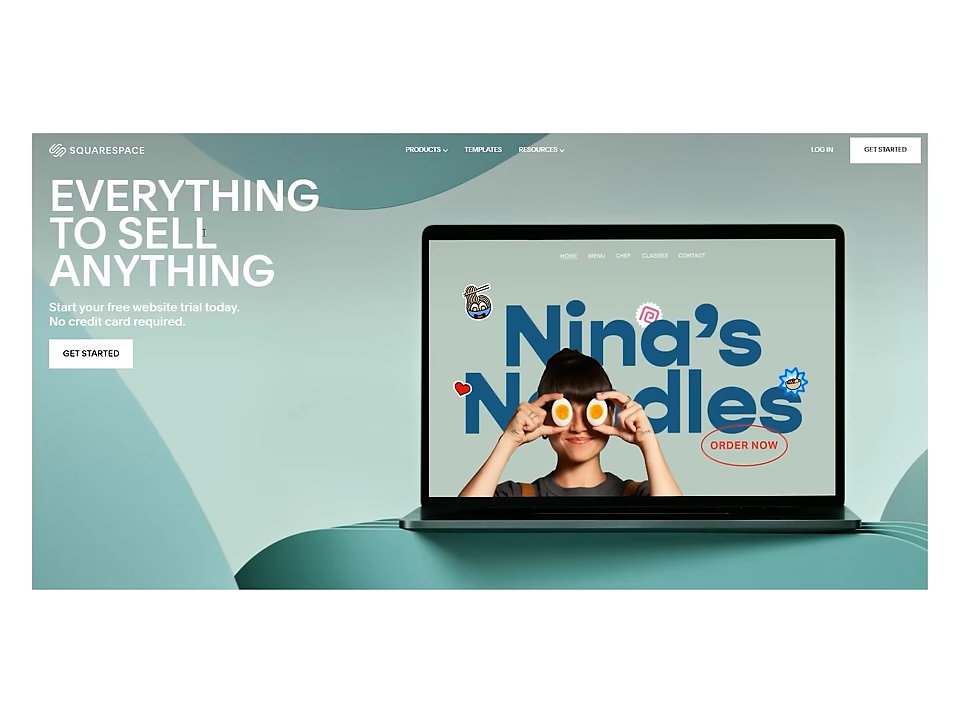 SQUARESPACE
PRODUCTS
TEMPLATES
RESOURCES
LOG IN
GET STARTED
EVERYTHING
TO SELL
ANYTHING
Start your free website trial today.
No credit card required.
GET STARTED
HOME MENU CHEF CLASSES CONTACT
Nina's
Noodles
ORDER NOW